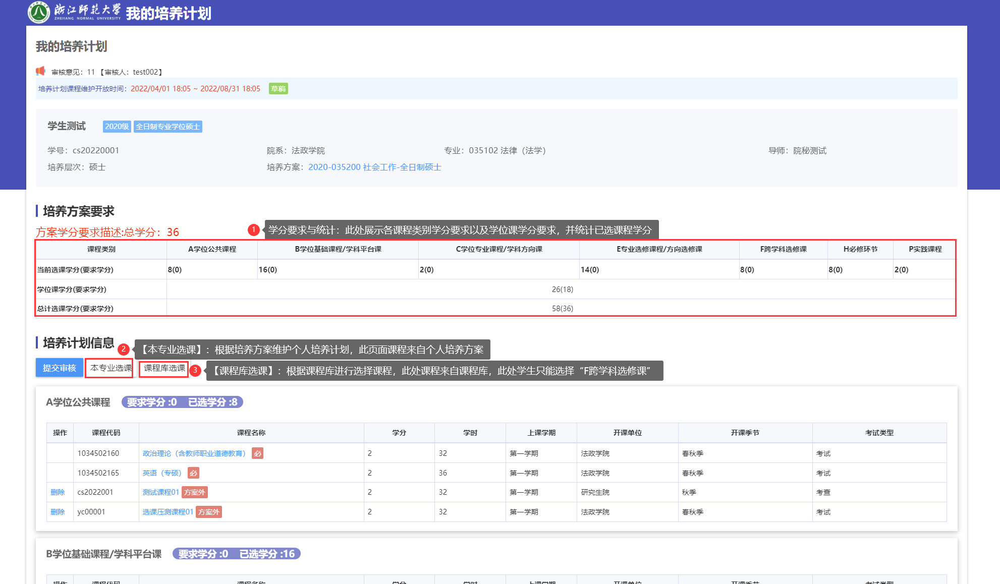 浙江師範大學 我的培养计划
ZHEJIANG NORMAL UNIVERSITY
我的培养计划
审核意见：11 【审核人：test002】
培养计划课程维护开放时间：2022/04/01 18:05 ~ 2022/08/31 18:05 草稿
学生测试 2020级 全日制专业学位硕士
学号：cs20220001 院系：法政学院 专业：035102 法律（法学） 导师：院秘测试
培养层次：硕士 培养方案：2020-035200 社会工作-全日制硕士
培养方案要求
方案学分要求描述:总学分：36
1 学分要求与统计：此处展示各课程类别学分要求以及学位课学分要求，并统计已选课程学分
课程类别 A学位公共课程 B学位基础课程/学科平台课 C学位专业课程/学科方向课 E专业选修课程/方向选修课 F跨学科选修课 H必修环节 P实践课程
当前选课学分(要求学分) 8(0) 16(0) 2(0) 14(0) 8(0) 8(0) 2(0)
学位课学分(要求学分) 26(18)
总计选课学分(要求学分) 58(36)
培养计划信息
2 【本专业选课】：根据培养方案维护个人培养计划，此页面课程来自个人培养方案
提交审核 本专业选课 课程库选课
3 【课程库选课】：根据课程库进行选择课程，此处课程来自课程库，此处学生只能选择“F跨学科选修课”
A学位公共课程 要求学分 :0 已选学分 :8
操作 课程代码 课程名称 学分 学时 上课学期 开课单位 开课季节 考试类型
1034502160 政治理论（含教师职业道德教育） 必 2 32 第一学期 法政学院 春秋季 考试
1034502165 英语（专硕） 必 2 36 第一学期 法政学院 春秋季 考试
删除 cs2022001 测试课程01 方案外 2 32 第一学期 研究生院 秋季 考查
删除 yc00001 选课压测课程01 方案外 2 32 第一学期 法政学院 春秋季 考试
B学位基础课程/学科平台课 要求学分 :0 已选学分 :16
操作 课程代码 课程名称 学分 学时 上课学期 开课单位 开课季节 考试类型